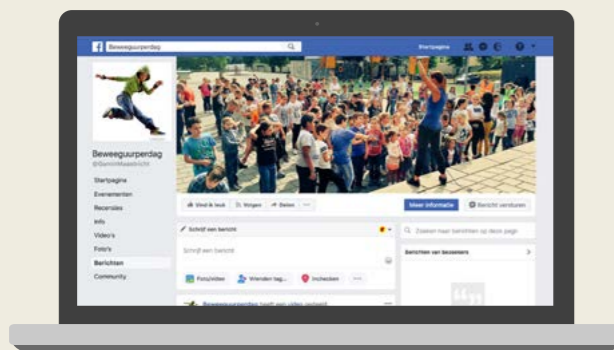 f Beweeguurperdag
Startpagina
Beweeguurperdag
Startpagina
Evenementen
Recensies
Info
Video's
Foto's
Berichten
Community
Vind ik leuk Volgen Delen ...
Meer informatie Bericht versturen
Schrijf een bericht
Schrijf een bericht
Foto/video Vrienden tag... Inchecken ...
Zoeken naar berichten op deze page
Berichten van bezoekers
Beweeguurperdag heeft een video gedeeld